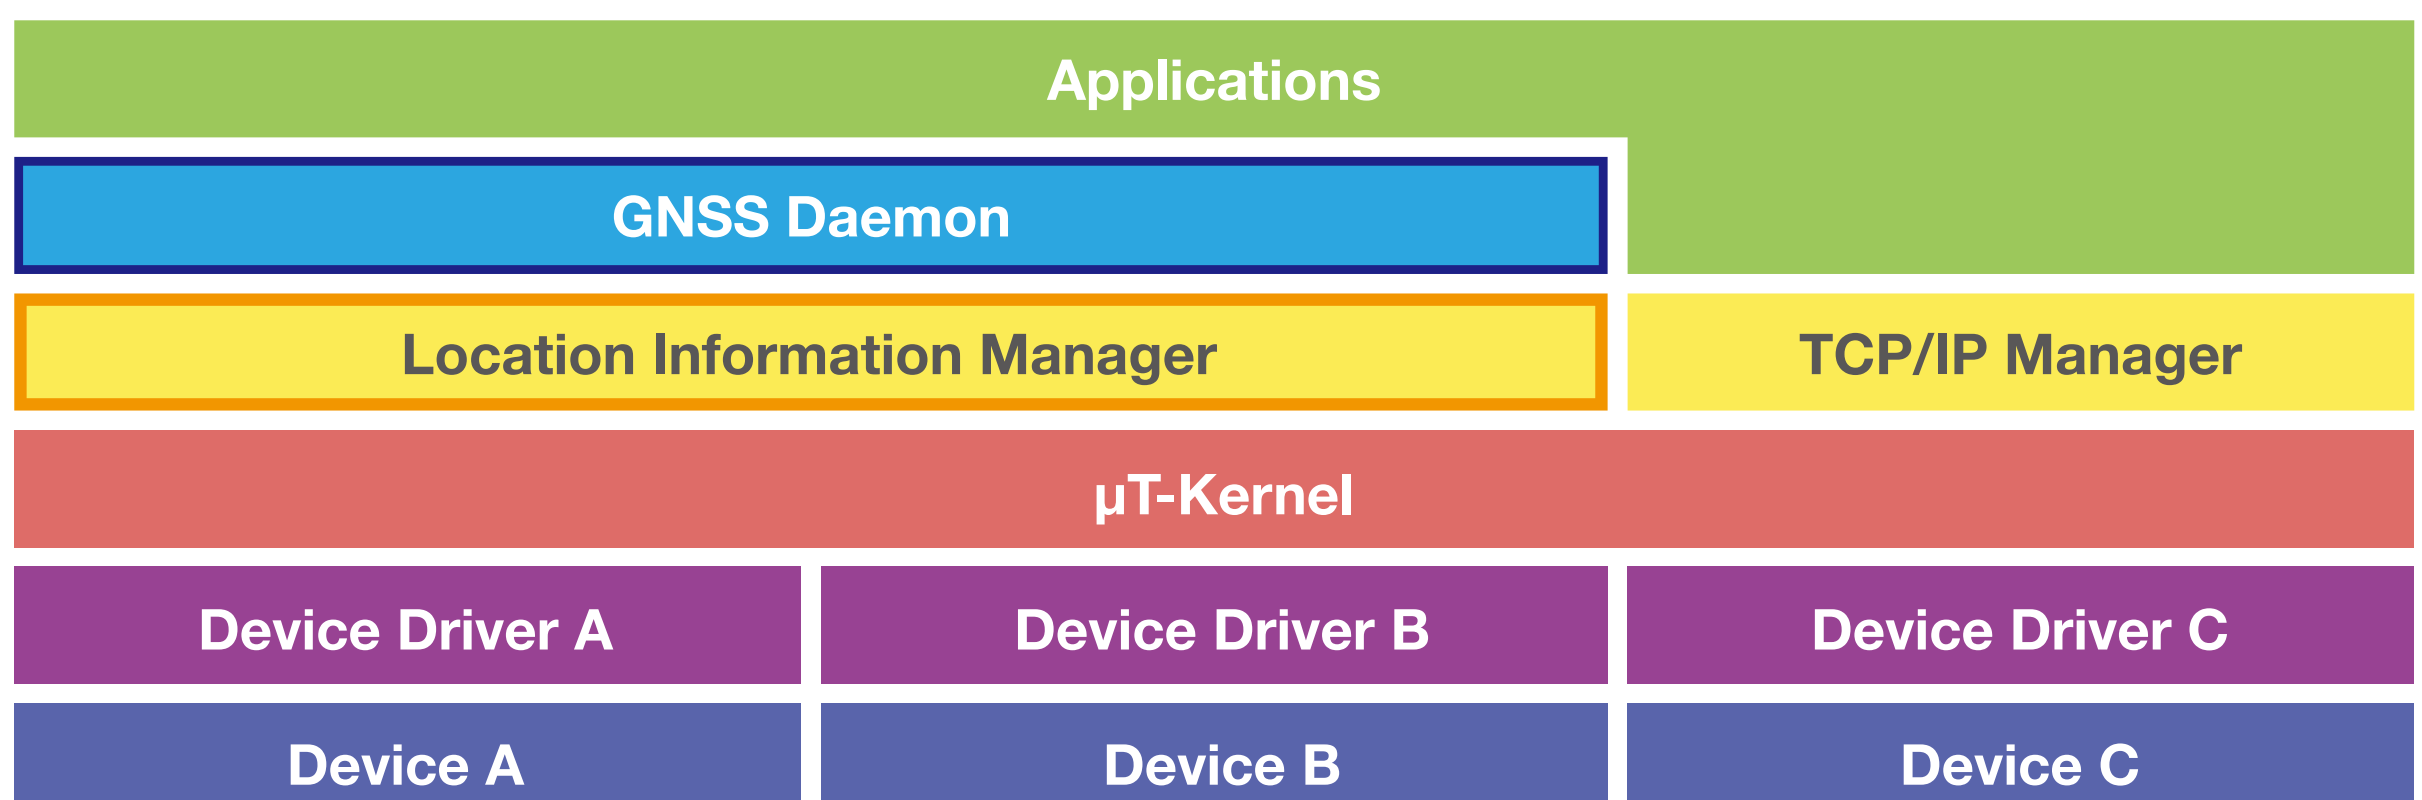 Applications
GNSS Daemon
Location Information Manager
TCP/IP Manager
µT-Kernel
Device Driver A
Device Driver B
Device Driver C
Device A
Device B
Device C